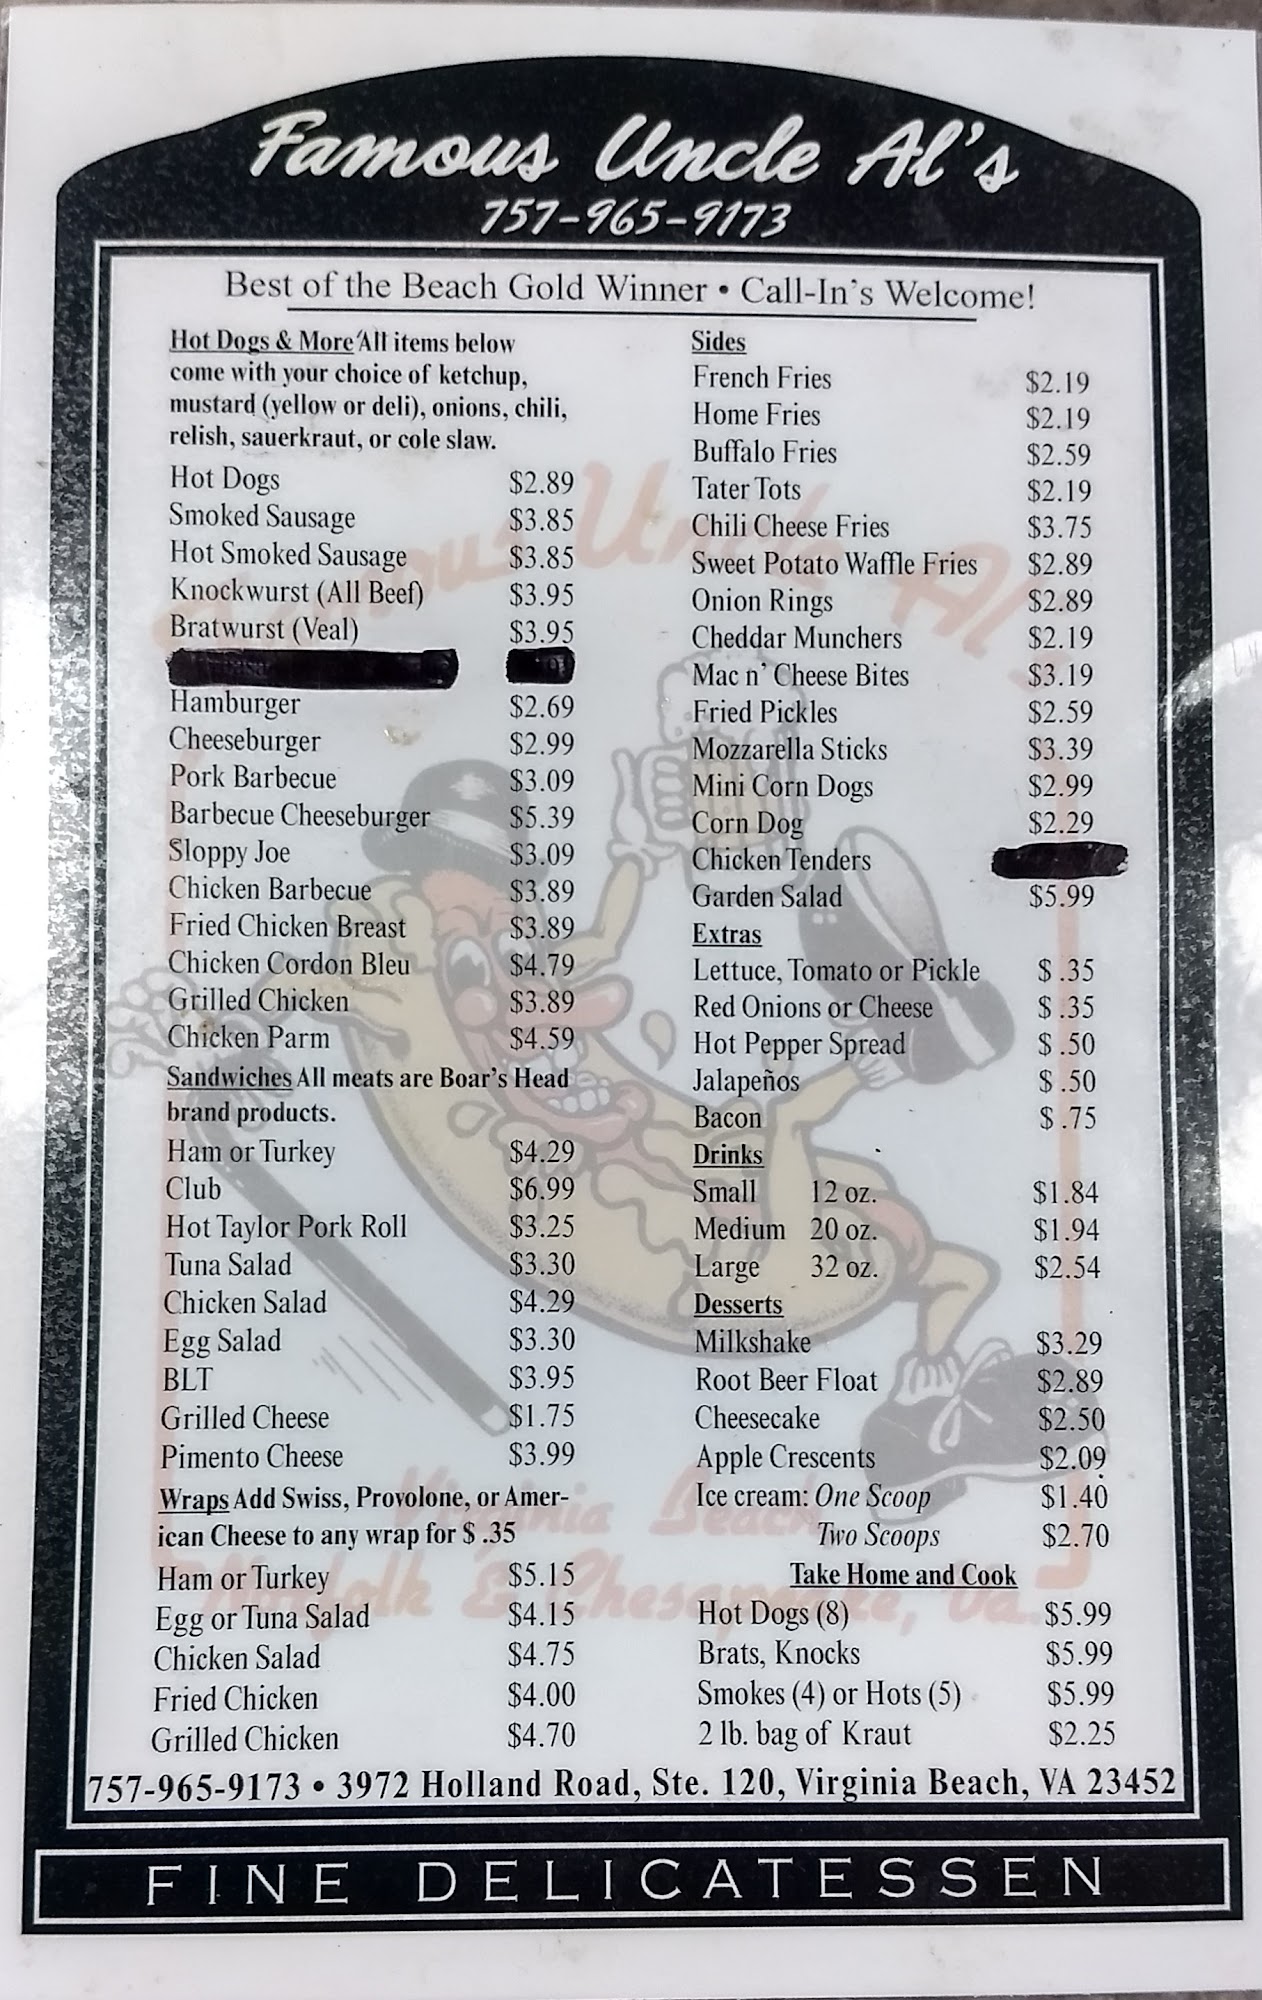 Famous Uncle Al's
757-965-9173
Best of the Beach Gold Winner • Call-In's Welcome!
Hot Dogs & More All items below
come with your choice of ketchup,
mustard (yellow or deli), onions, chili,
relish, sauerkraut, or cole slaw.
Hot Dogs $2.89
Smoked Sausage $3.85
Hot Smoked Sausage $3.85
Knockwurst (All Beef) $3.95
Bratwurst (Veal) $3.95
Hamburger $2.69
Cheeseburger $2.99
Pork Barbecue $3.09
Barbecue Cheeseburger $5.39
Sloppy Joe $3.09
Chicken Barbecue $3.89
Fried Chicken Breast $3.89
Chicken Cordon Bleu $4.79
Grilled Chicken $3.89
Chicken Parm $4.59
Sandwiches All meats are Boar's Head
brand products.
Ham or Turkey $4.29
Club $6.99
Hot Taylor Pork Roll $3.25
Tuna Salad $3.30
Chicken Salad $4.29
Egg Salad $3.30
BLT $3.95
Grilled Cheese $1.75
Pimento Cheese $3.99
Wraps Add Swiss, Provolone, or Amer-
ican Cheese to any wrap for $ .35
Ham or Turkey $5.15
Egg or Tuna Salad $4.15
Chicken Salad $4.75
Fried Chicken $4.00
Grilled Chicken $4.70
Sides
French Fries $2.19
Home Fries $2.19
Buffalo Fries $2.59
Tater Tots $2.19
Chili Cheese Fries $3.75
Sweet Potato Waffle Fries $2.89
Onion Rings $2.89
Cheddar Munchers $2.19
Mac n' Cheese Bites $3.19
Fried Pickles $2.59
Mozzarella Sticks $3.39
Mini Corn Dogs $2.99
Corn Dog $2.29
Chicken Tenders
Garden Salad $5.99
Extras
Lettuce, Tomato or Pickle $ .35
Red Onions or Cheese $ .35
Hot Pepper Spread $ .50
Jalapeños $ .50
Bacon $ .75
Drinks
Small 12 oz. $1.84
Medium 20 oz. $1.94
Large 32 oz. $2.54
Desserts
Milkshake $3.29
Root Beer Float $2.89
Cheesecake $2.50
Apple Crescents $2.09
Ice cream: One Scoop $1.40
Two Scoops $2.70
Take Home and Cook
Hot Dogs (8) $5.99
Brats, Knocks $5.99
Smokes (4) or Hots (5) $5.99
2 lb. bag of Kraut $2.25
Famous Uncle Al's
Virginia Beach
Norfolk & Chesapeake, Va.
757-965-9173 • 3972 Holland Road, Ste. 120, Virginia Beach, VA 23452
FINE DELICATESSEN